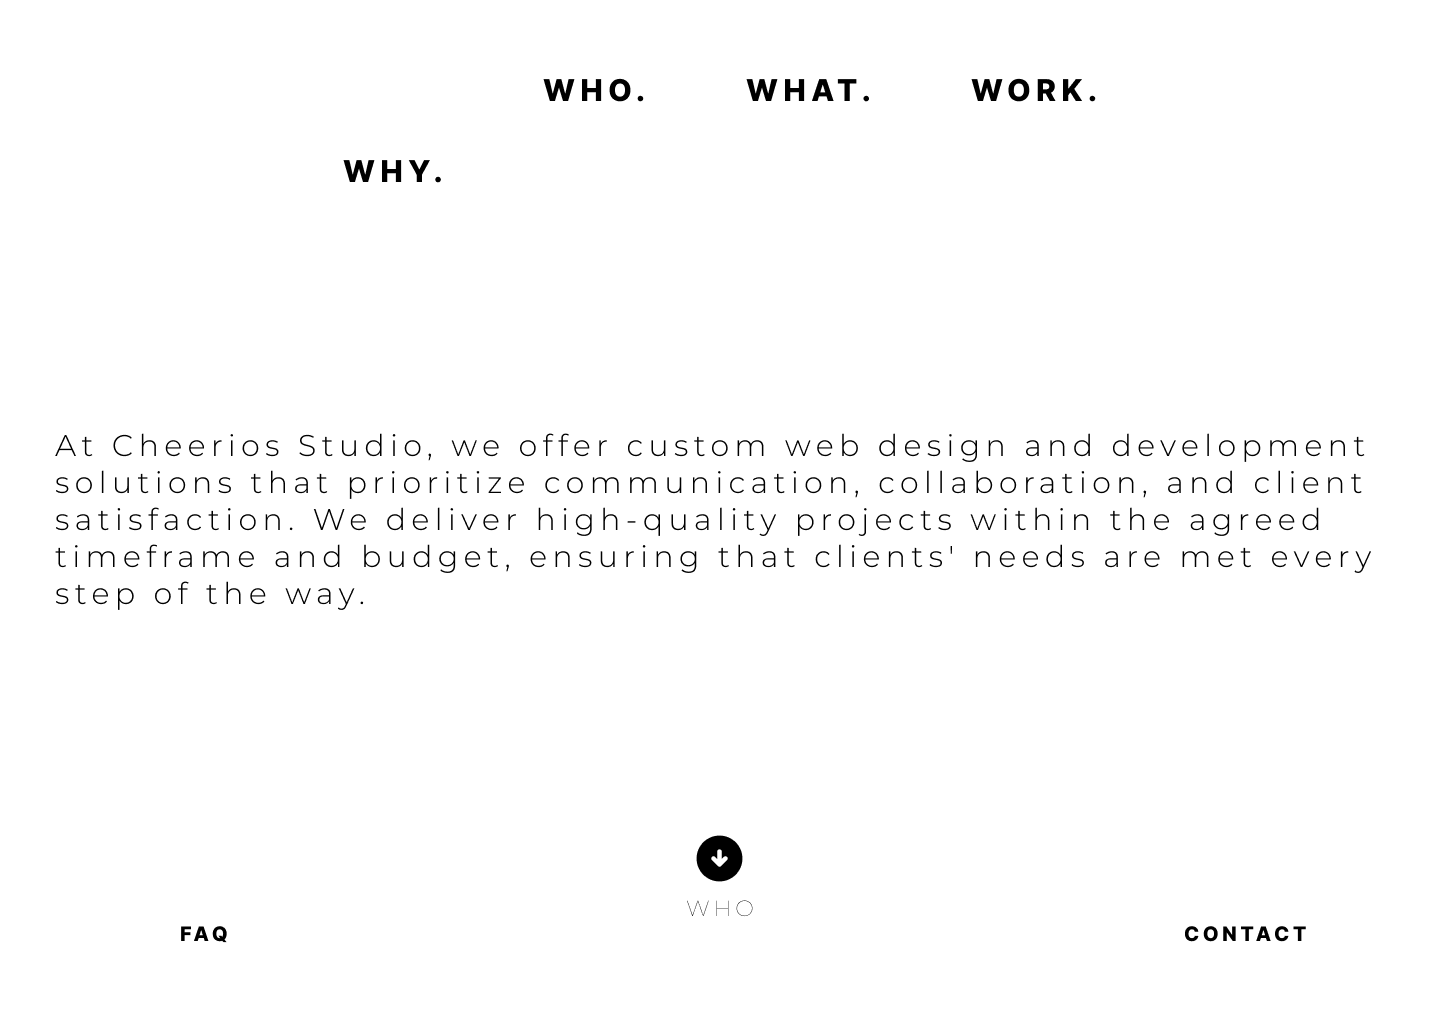 WHO. WHAT. WORK.
WHY.
At Cheerios Studio, we offer custom web design and development
solutions that prioritize communication, collaboration, and client
satisfaction. We deliver high-quality projects within the agreed
timeframe and budget, ensuring that clients' needs are met every
step of the way.
WHO
FAQ
CONTACT